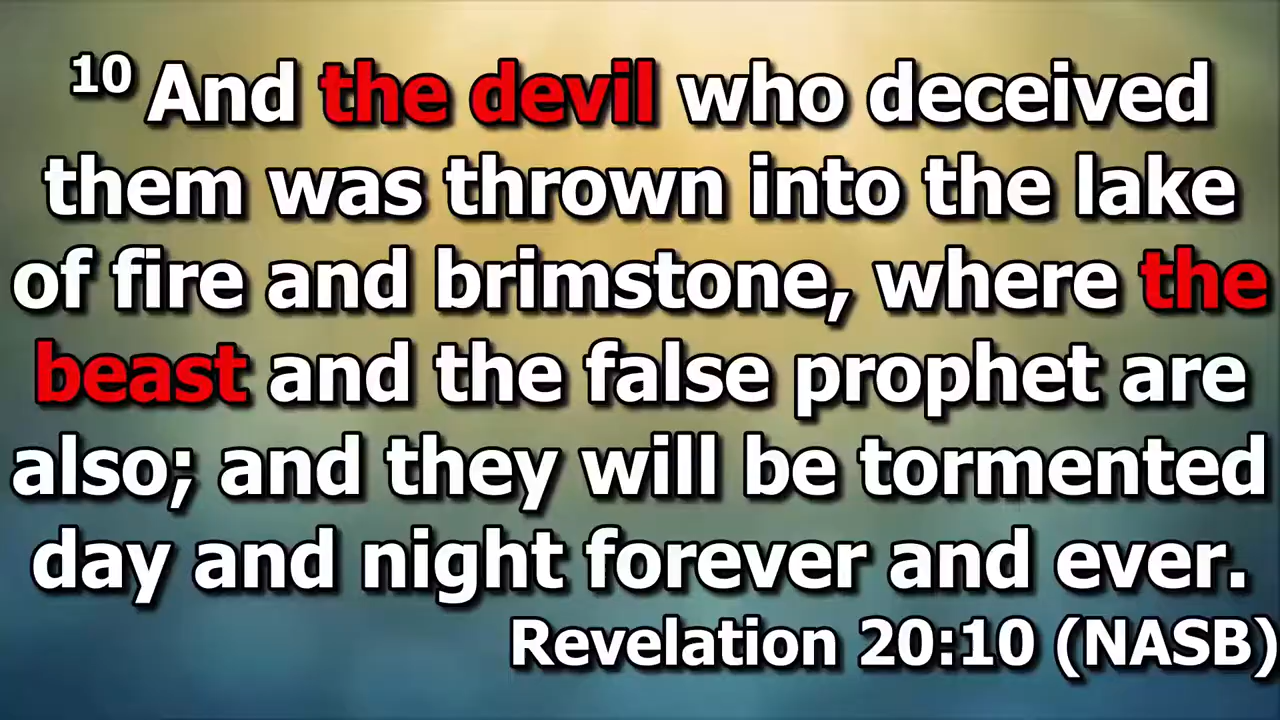 10 And the devil who deceived
them was thrown into the lake
of fire and brimstone, where the
beast and the false prophet are
also; and they will be tormented
day and night forever and ever.
Revelation 20:10 (NASB)